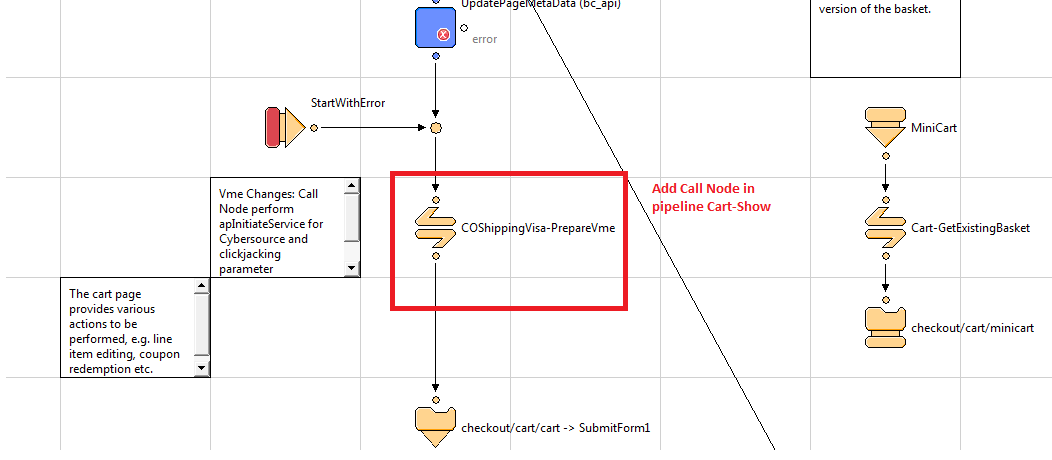 UpdatePageMetaData (bc_api)
error
version of the basket.
StartWithError
MiniCart
Vme Changes: Call
Node perform
apInitiateService for
Cybersource and
clickjacking
parameter
Add Call Node in
pipeline Cart-Show
COShippingVisa-PrepareVme
Cart-GetExistingBasket
The cart page
provides various
actions to be
performed, e.g. line
item editing, coupon
redemption etc.
checkout/cart/minicart
checkout/cart/cart -> SubmitForm1